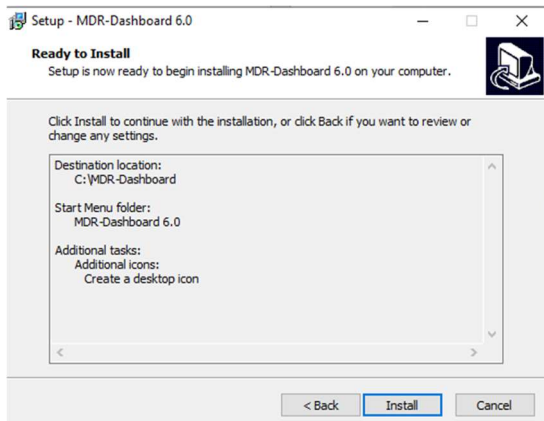 Setup - MDR-Dashboard 6.0
Ready to Install
Setup is now ready to begin installing MDR-Dashboard 6.0 on your computer.
Click Install to continue with the installation, or click Back if you want to review or
change any settings.
Destination location:
C:\MDR-Dashboard
Start Menu folder:
MDR-Dashboard 6.0
Additional tasks:
Additional icons:
Create a desktop icon
< Back
Install
Cancel